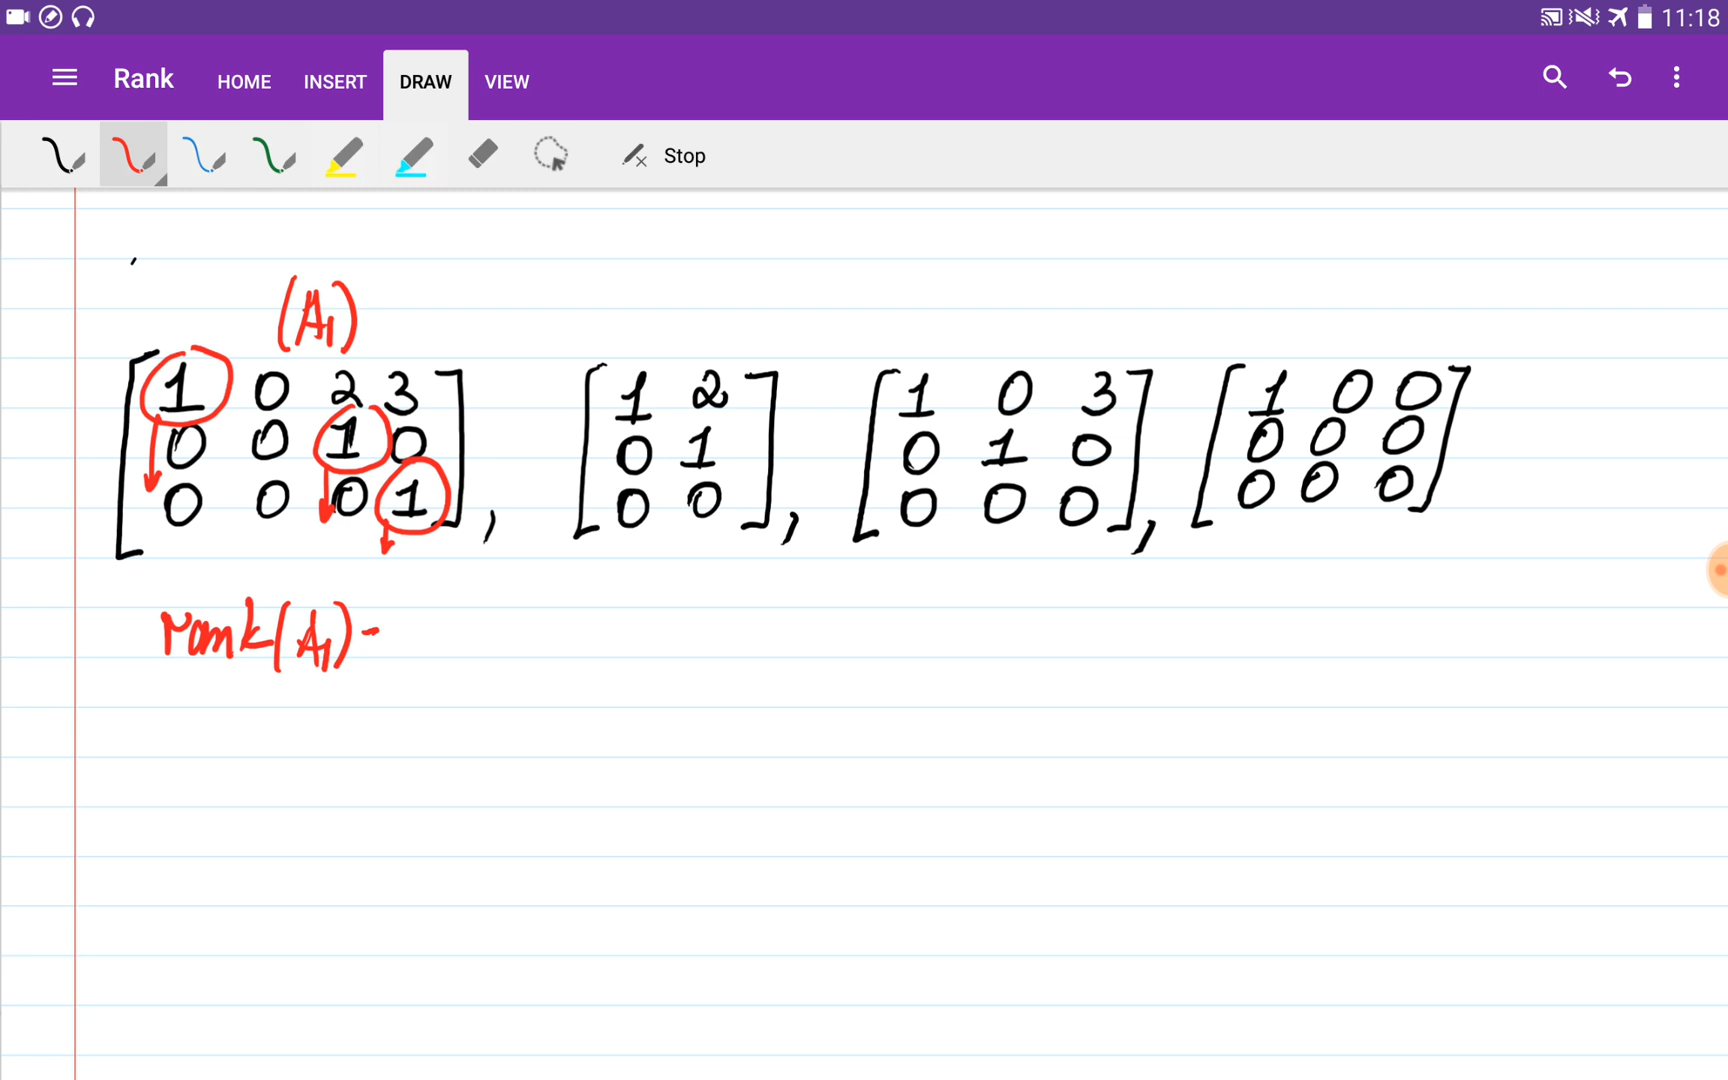 11:18
Rank HOME INSERT DRAW VIEW
Stop
(A1)
[1 0 2 3 [1 2] [1 0 3] [1 0 0]
0 0 1 0 0 1 0 1 0 0 0 0
0 0 0 1], 0 0], 0 0 0], 0 0 0]
rank(A1) -